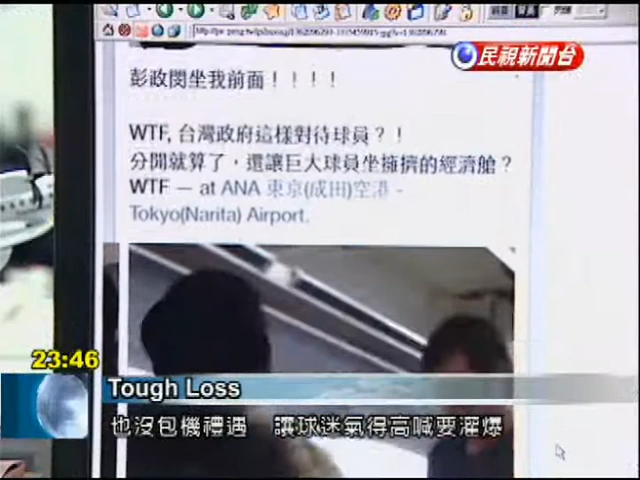 民視新聞台
彭政閔坐我前面！！！！
WTF, 台灣政府這樣對待球員？！
分開就算了，還讓巨大球員坐擁擠的經濟艙？
WTF — at ANA 東京(成田)空港 -
Tokyo(Narita) Airport.
23:46
Tough Loss
也沒包機禮遇 讓球迷氣得高喊要灌爆